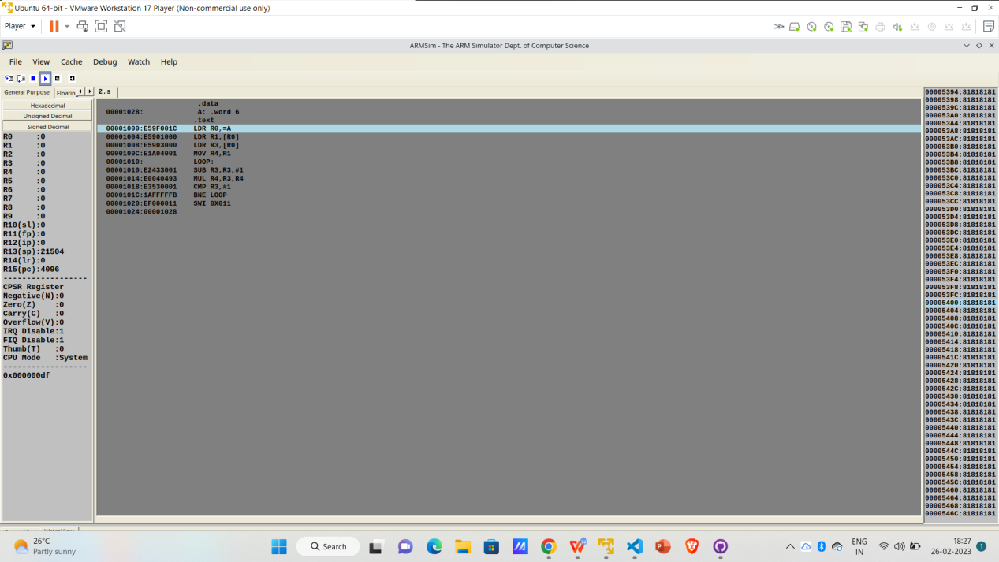 Ubuntu 64-bit - VMware Workstation 17 Player (Non-commercial use only)
Player
ARMSim - The ARM Simulator Dept. of Computer Science
File View Cache Debug Watch Help
General Purpose Floating 2.s
Hexadecimal
Unsigned Decimal
Signed Decimal
R0 :0
R1 :0
R2 :0
R3 :0
R4 :0
R5 :0
R6 :0
R7 :0
R8 :0
R9 :0
R10(sl):0
R11(fp):0
R12(ip):0
R13(sp):21504
R14(lr):0
R15(pc):4096
------------------
CPSR Register
Negative(N):0
Zero(Z) :0
Carry(C) :0
Overflow(V):0
IRQ Disable:1
FIQ Disable:1
Thumb(T) :0
CPU Mode :System
------------------
0x000000df
.data
00001028: A: .word 6
.text
00001000:E59F001C LDR R0,=A
00001004:E5901000 LDR R1,[R0]
00001008:E5903000 LDR R3,[R0]
0000100C:E1A04001 MOV R4,R1
00001010: LOOP:
00001010:E2433001 SUB R3,R3,#1
00001014:E0040493 MUL R4,R3,R4
00001018:E3530001 CMP R3,#1
0000101C:1AFFFFFB BNE LOOP
00001020:EF000011 SWI 0X011
00001024:00001028
00005394:81818181
00005398:81818181
0000539C:81818181
000053A0:81818181
000053A4:81818181
000053A8:81818181
000053AC:81818181
000053B0:81818181
000053B4:81818181
000053B8:81818181
000053BC:81818181
000053C0:81818181
000053C4:81818181
000053C8:81818181
000053CC:81818181
000053D0:81818181
000053D4:81818181
000053D8:81818181
000053DC:81818181
000053E0:81818181
000053E4:81818181
000053E8:81818181
000053EC:81818181
000053F0:81818181
000053F4:81818181
000053F8:81818181
000053FC:81818181
00005400:81818181
00005404:81818181
00005408:81818181
0000540C:81818181
00005410:81818181
00005414:81818181
00005418:81818181
0000541C:81818181
00005420:81818181
00005424:81818181
00005428:81818181
0000542C:81818181
00005430:81818181
00005434:81818181
00005438:81818181
0000543C:81818181
00005440:81818181
00005444:81818181
00005448:81818181
0000544C:81818181
00005450:81818181
00005454:81818181
00005458:81818181
0000545C:81818181
00005460:81818181
00005464:81818181
00005468:81818181
0000546C:81818181
26°C
Partly sunny
Search
ENG
IN
18:27
26-02-2023
1